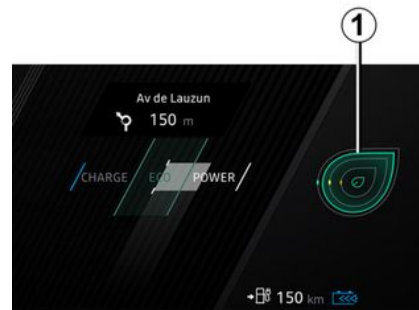 1
Av de Lauzun
150 m
CHARGE ECO POWER
150 km